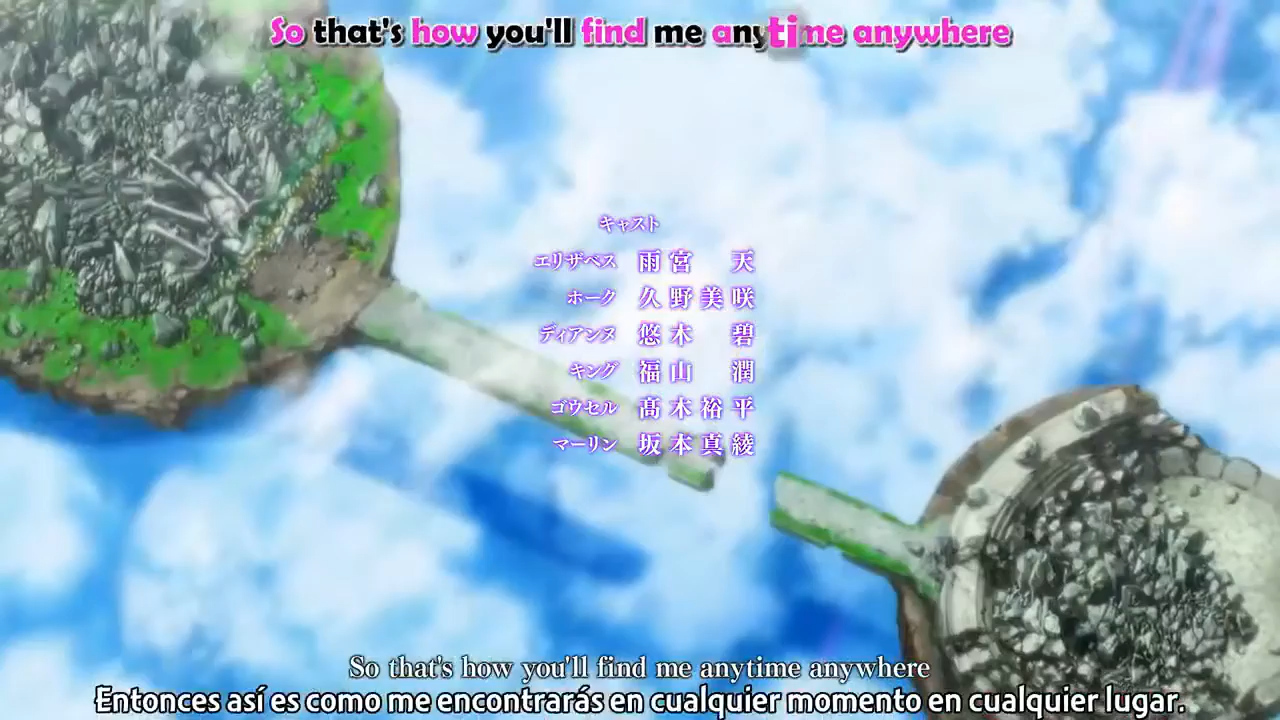 So that's how you'll find me anytime anywhere
キャスト
エリザベス 雨宮 天
ホーク 久野美咲
ディアンヌ 悠木 碧
キング 福山 潤
ゴウセル 髙木裕平
マーリン 坂本真綾
So that's how you'll find me anytime anywhere
Entonces así es como me encontrarás en cualquier momento en cualquier lugar.